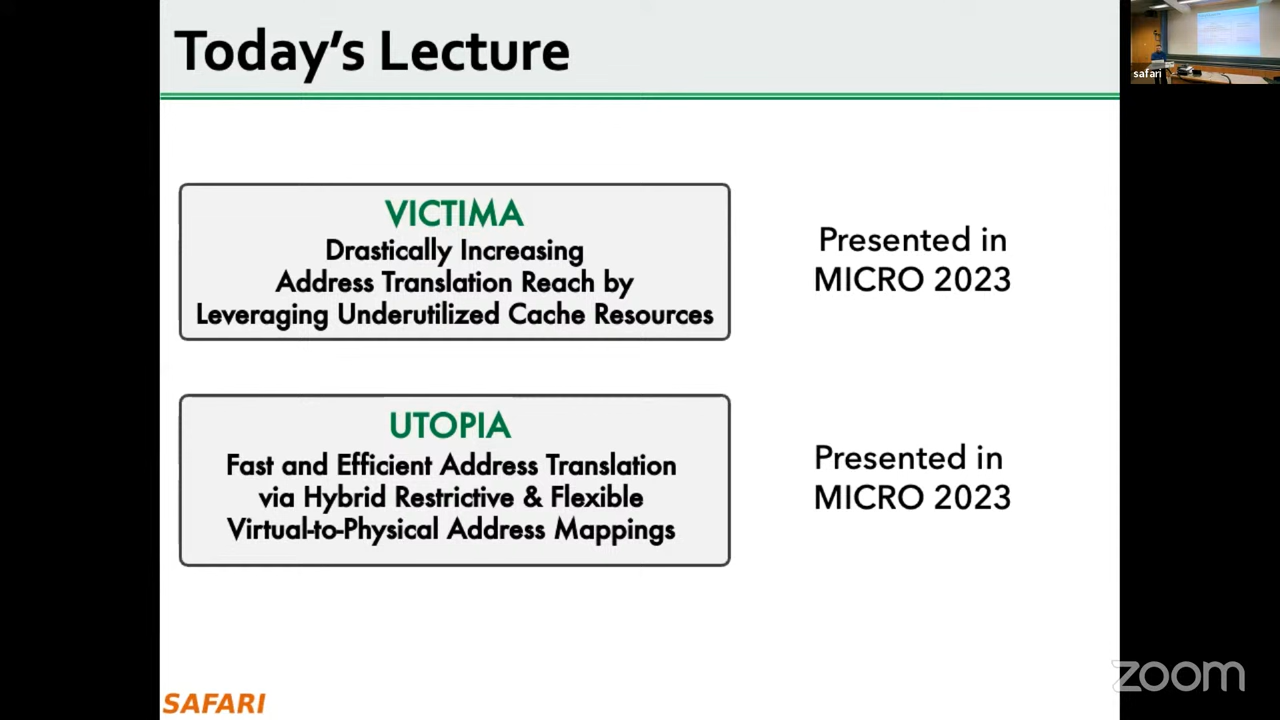 Today's Lecture
safari
VICTIMA
Drastically Increasing
Address Translation Reach by
Leveraging Underutilized Cache Resources
Presented in
MICRO 2023
UTOPIA
Fast and Efficient Address Translation
via Hybrid Restrictive & Flexible
Virtual-to-Physical Address Mappings
Presented in
MICRO 2023
SAFARI
zoom